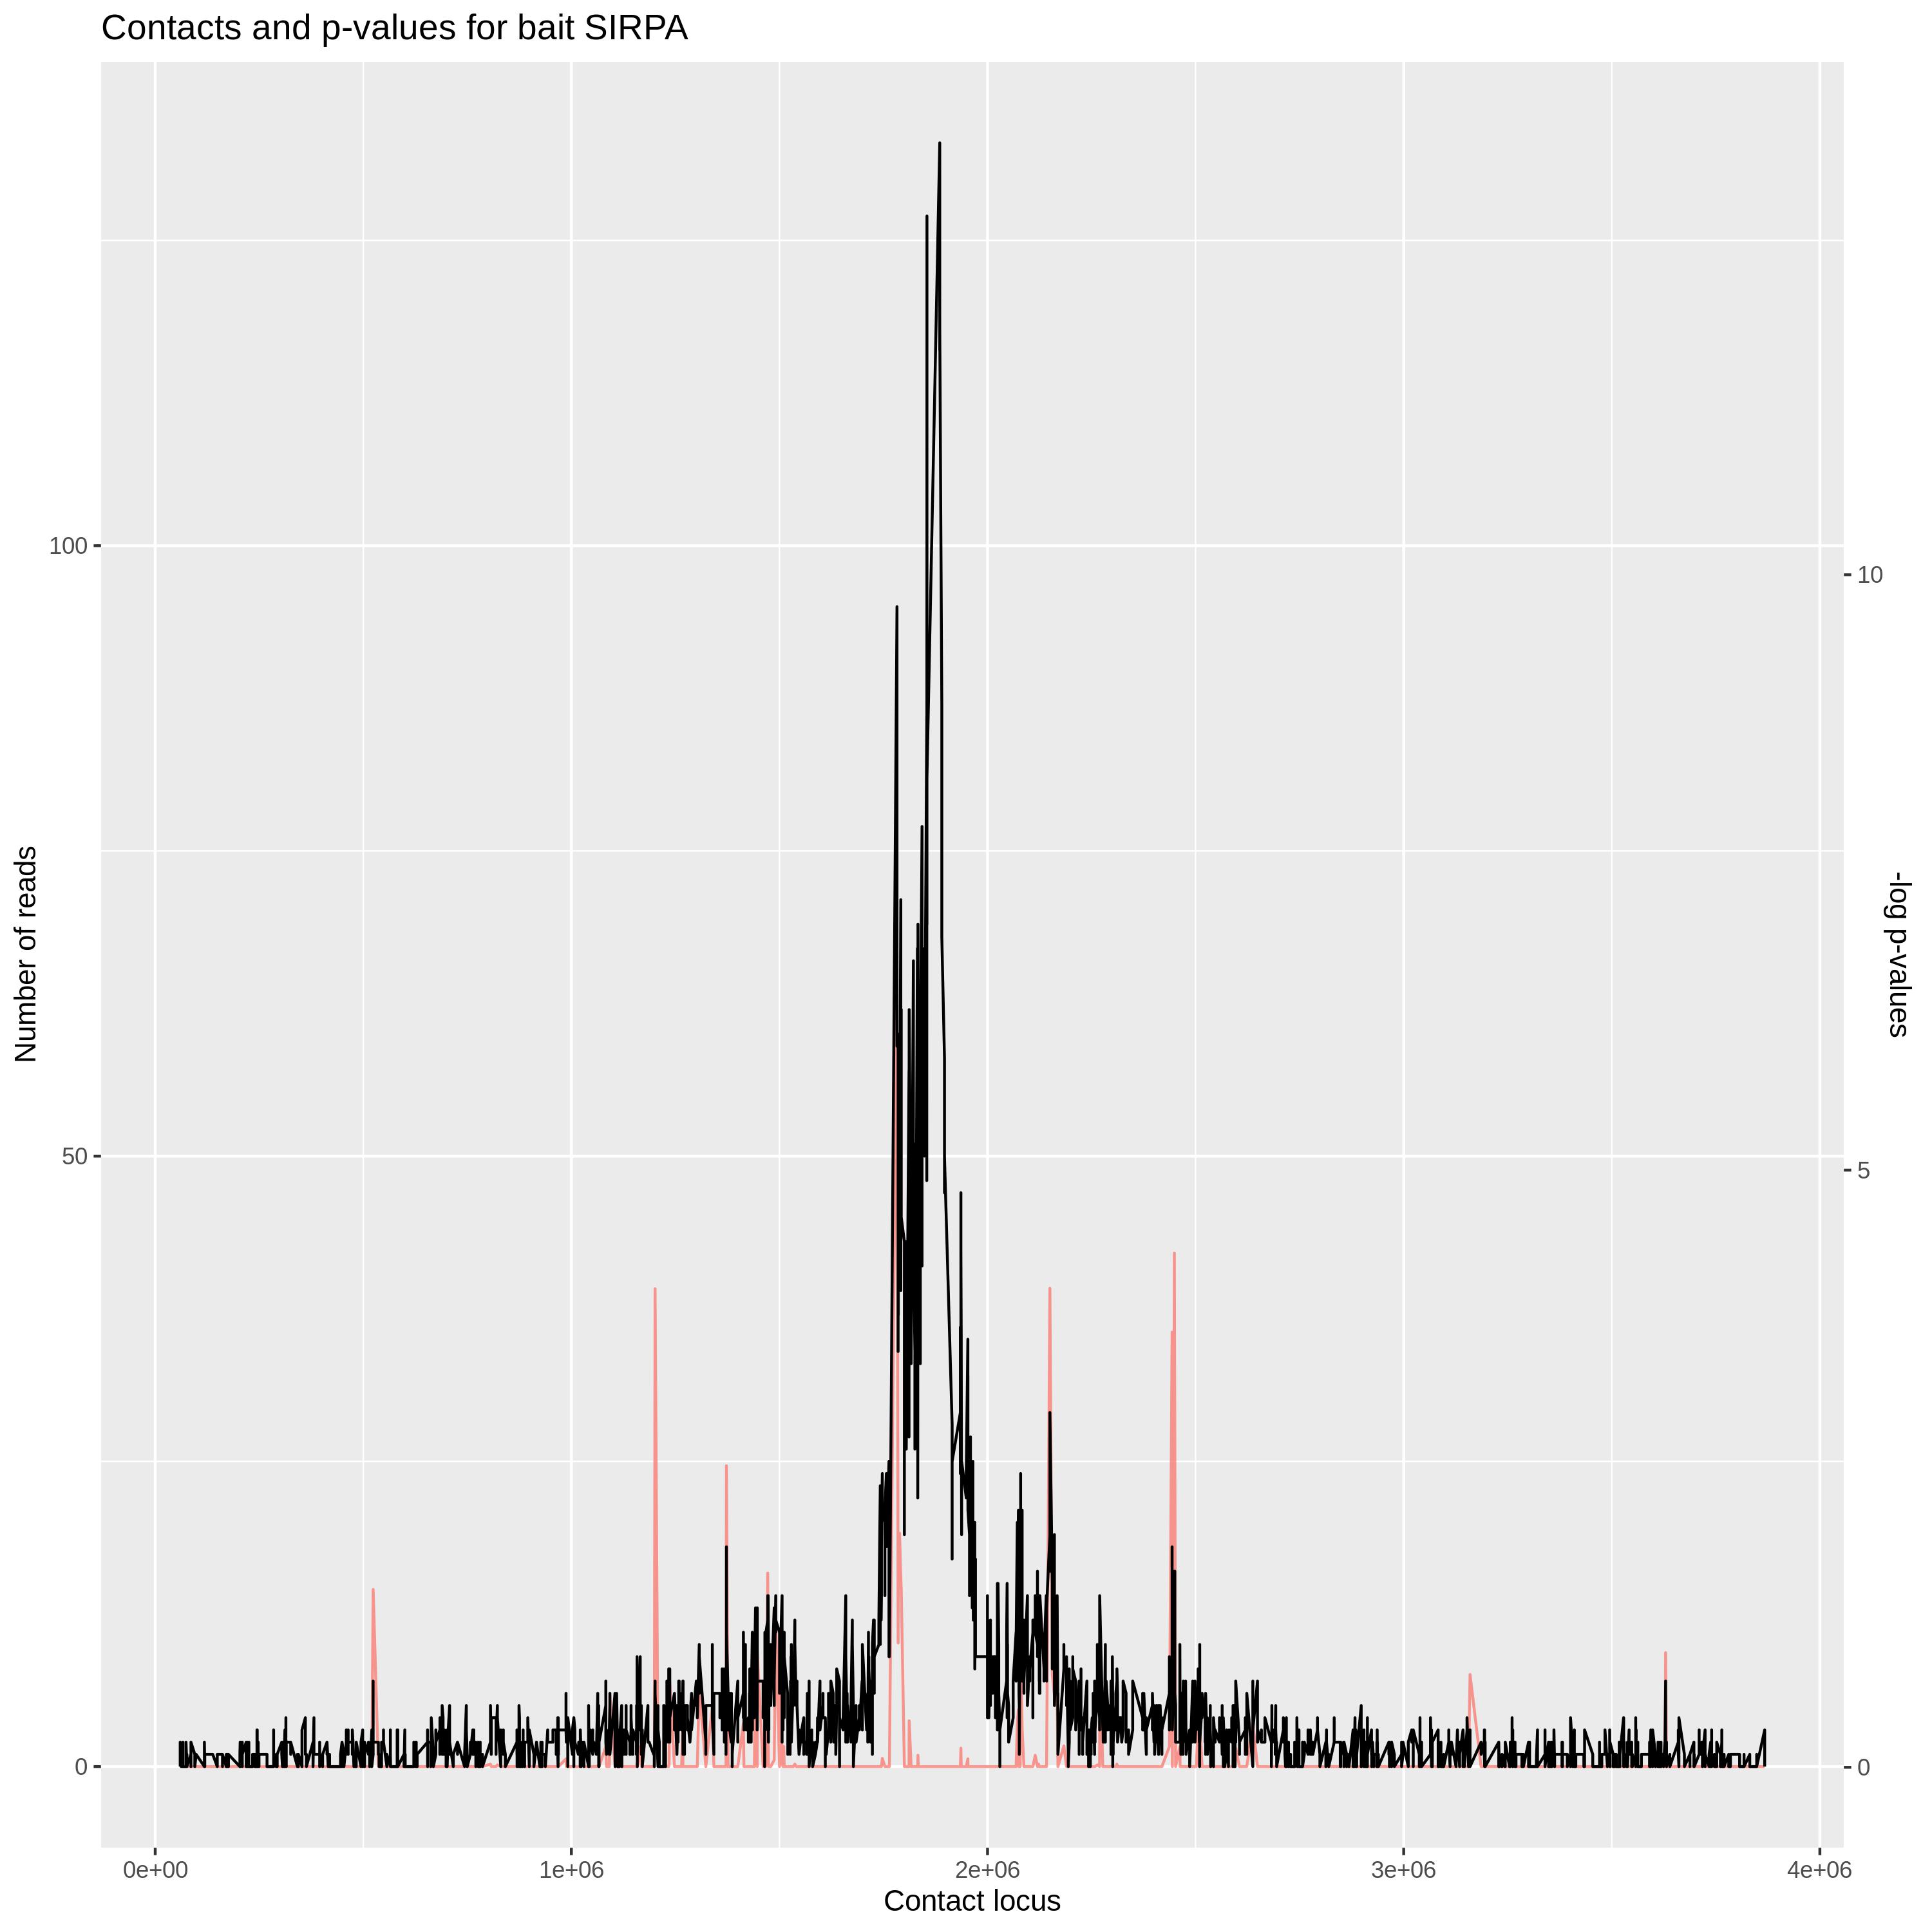 Contacts and p-values for bait SIRPA
Number of reads
100
50
0
10
5
0
-log p-values
0e+00
1e+06
2e+06
3e+06
4e+06
Contact locus